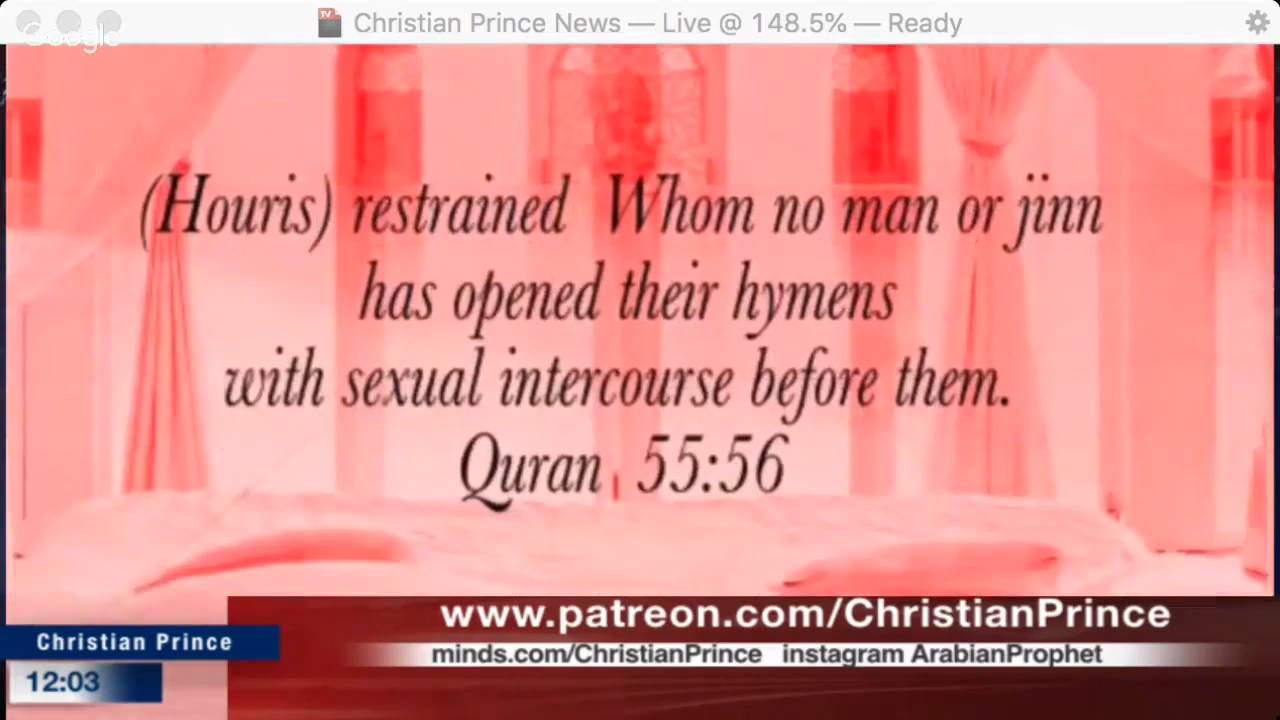 Christian Prince News — Live @ 148.5% — Ready
Google
(Houris) restrained Whom no man or jinn
has opened their hymens
with sexual intercourse before them.
Quran 55:56
www.patreon.com/ChristianPrince
Christian Prince
minds.com/ChristianPrince instagram ArabianProphet
12:03